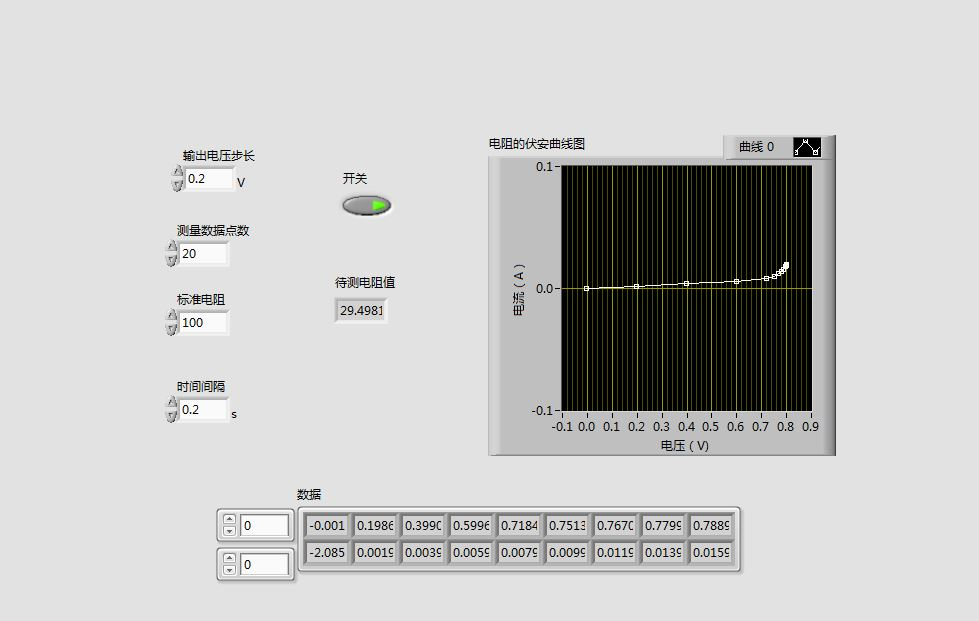 输出电压步长
0.2 V
测量数据点数
20
标准电阻
100
时间间隔
0.2 s
开关
待测电阻值
29.4981
电阻的伏安曲线图
曲线 0
0.1
0.0
-0.1
电流 ( A )
-0.1 0.0 0.1 0.2 0.3 0.4 0.5 0.6 0.7 0.8 0.9
电压 ( V)
数据
0
0
-0.001 0.1986 0.3990 0.5996 0.7184 0.7513 0.7670 0.7799 0.7889
-2.085 0.0019 0.0039 0.0059 0.0079 0.0099 0.0119 0.0139 0.0159